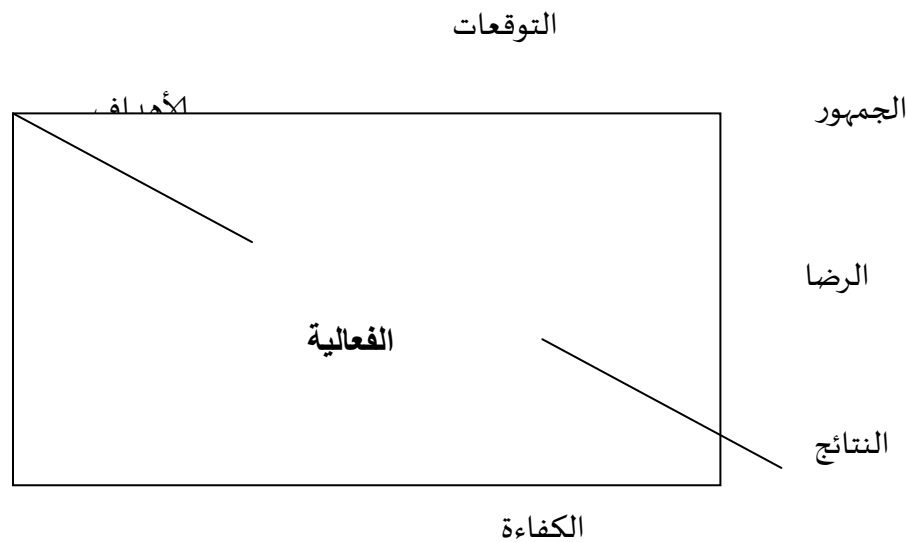 التوقعات
الجمهور
الأهداف
الرضا
الفعالية
النتائج
الكفاءة